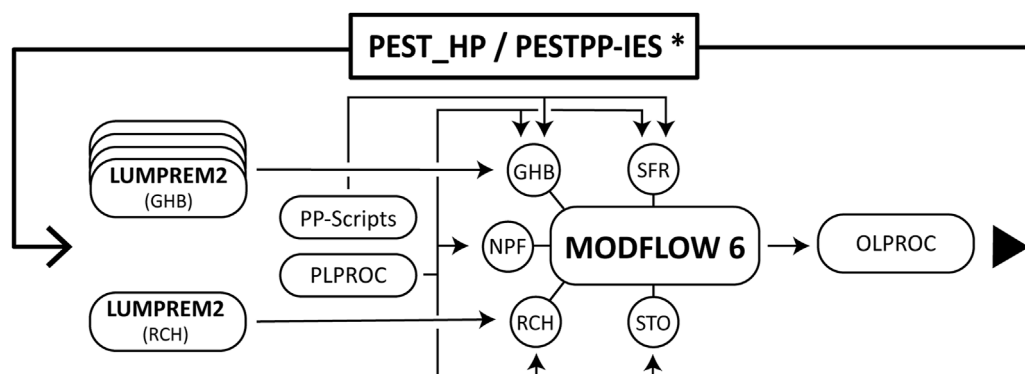 PEST_HP / PESTPP-IES *
LUMPREM2
(GHB)
GHB
SFR
PP-Scripts
NPF
MODFLOW 6
OLPROC
PLPROC
LUMPREM2
(RCH)
RCH
STO